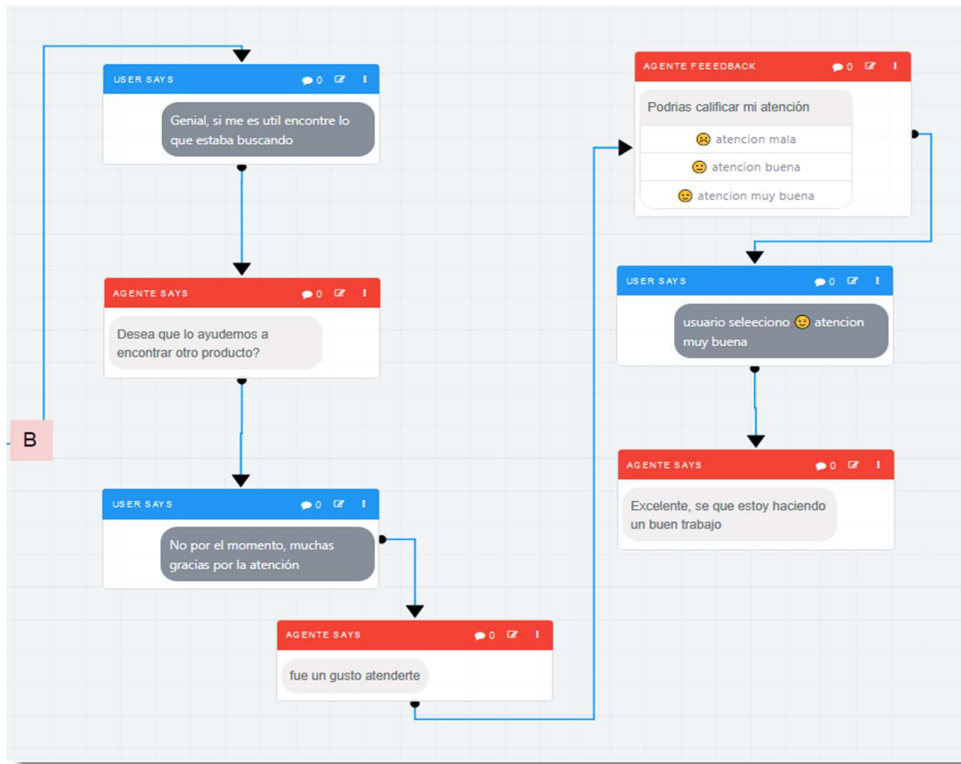 USER SAYS 0
Genial, si me es util encontre lo
que estaba buscando
AGENTE SAYS 0
Desea que lo ayudemos a
encontrar otro producto?
B
USER SAYS 0
No por el momento, muchas
gracias por la atención
AGENTE SAYS 0
fue un gusto atenderte
AGENTE FEEEDBACK 0
Podrias calificar mi atención
☹️ atencion mala
😐 atencion buena
😉 atencion muy buena
USER SAYS 0
usuario seleeciono 😉 atencion
muy buena
AGENTE SAYS 0
Excelente, se que estoy haciendo
un buen trabajo